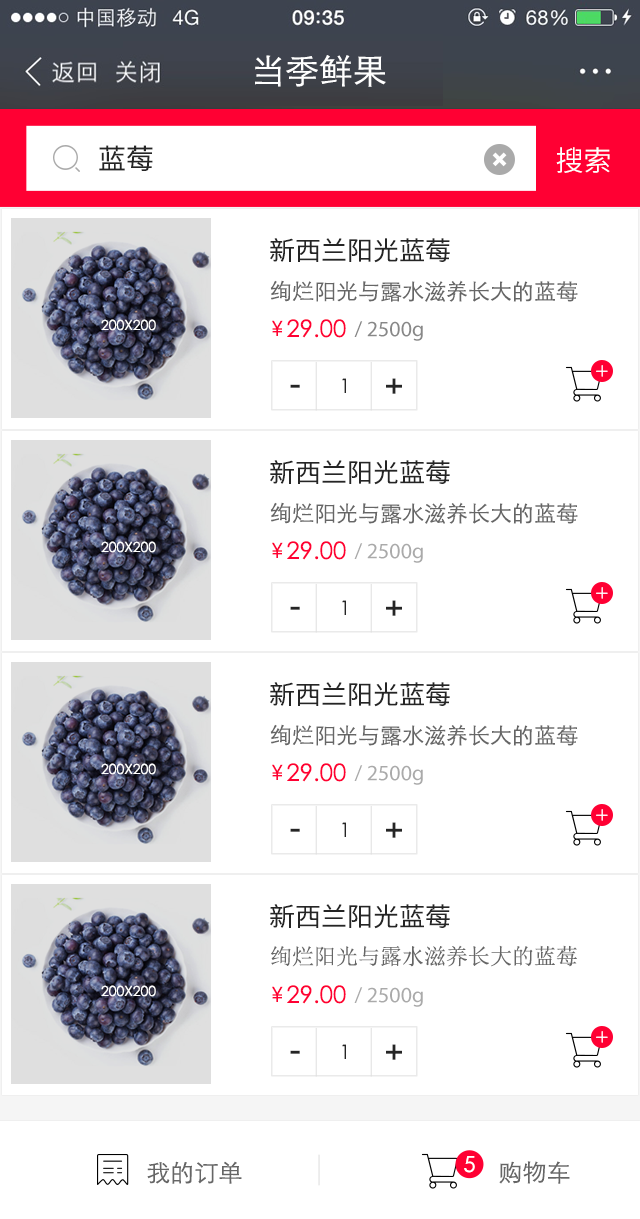 中国移动 4G 09:35 68%
返回 关闭 当季鲜果
蓝莓 搜索
新西兰阳光蓝莓
绚烂阳光与露水滋养长大的蓝莓
200X200
¥29.00 / 2500g
- 1 +
新西兰阳光蓝莓
绚烂阳光与露水滋养长大的蓝莓
200X200
¥29.00 / 2500g
- 1 +
新西兰阳光蓝莓
绚烂阳光与露水滋养长大的蓝莓
200X200
¥29.00 / 2500g
- 1 +
新西兰阳光蓝莓
绚烂阳光与露水滋养长大的蓝莓
200X200
¥29.00 / 2500g
- 1 +
我的订单 5 购物车